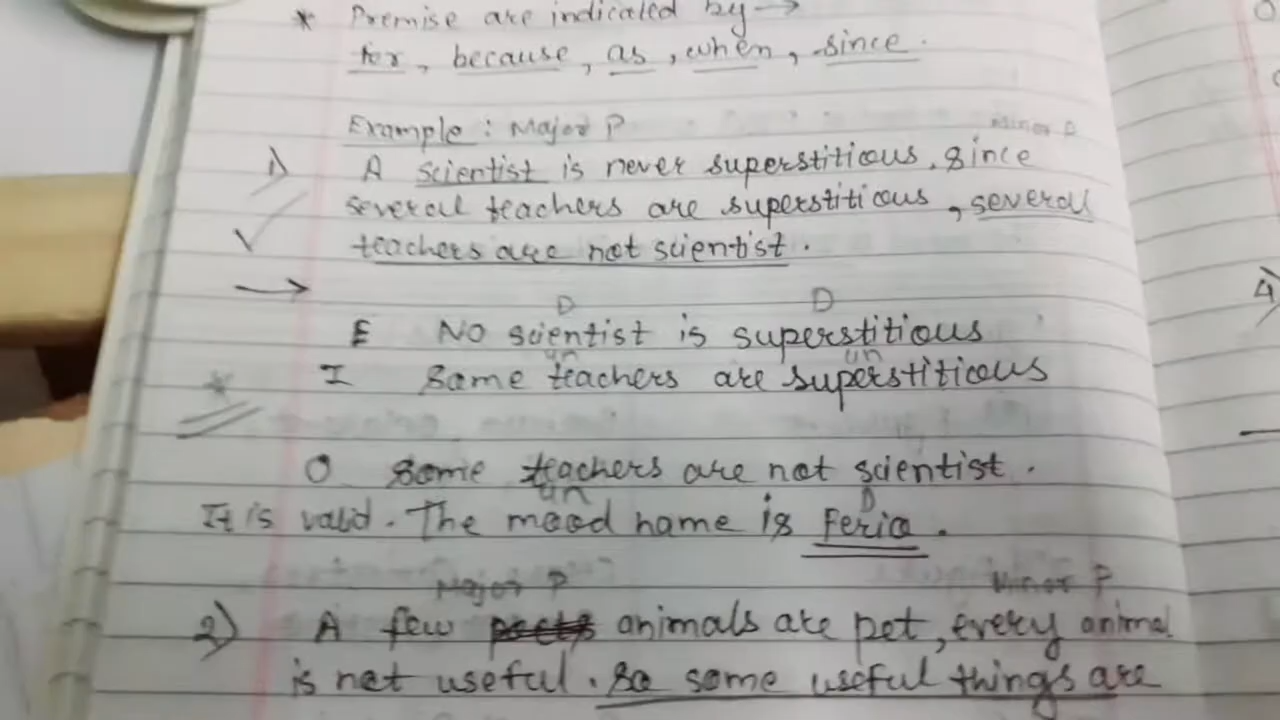 * Premise are indicated by →
for, because, as, when, since.
Example: Major P Minor P
1) A scientist is never superstitious, since
several teachers are superstitious, several
teachers are not scientist.
→
D D
E No scientist is superstitious
un un
I Some teachers are superstitious
*
O Some teachers are not scientist.
un D
It is valid. The mood name is Ferio.
Major P Minor P
2) A few animals are pet, every animal
is not useful. So some useful things are
4)